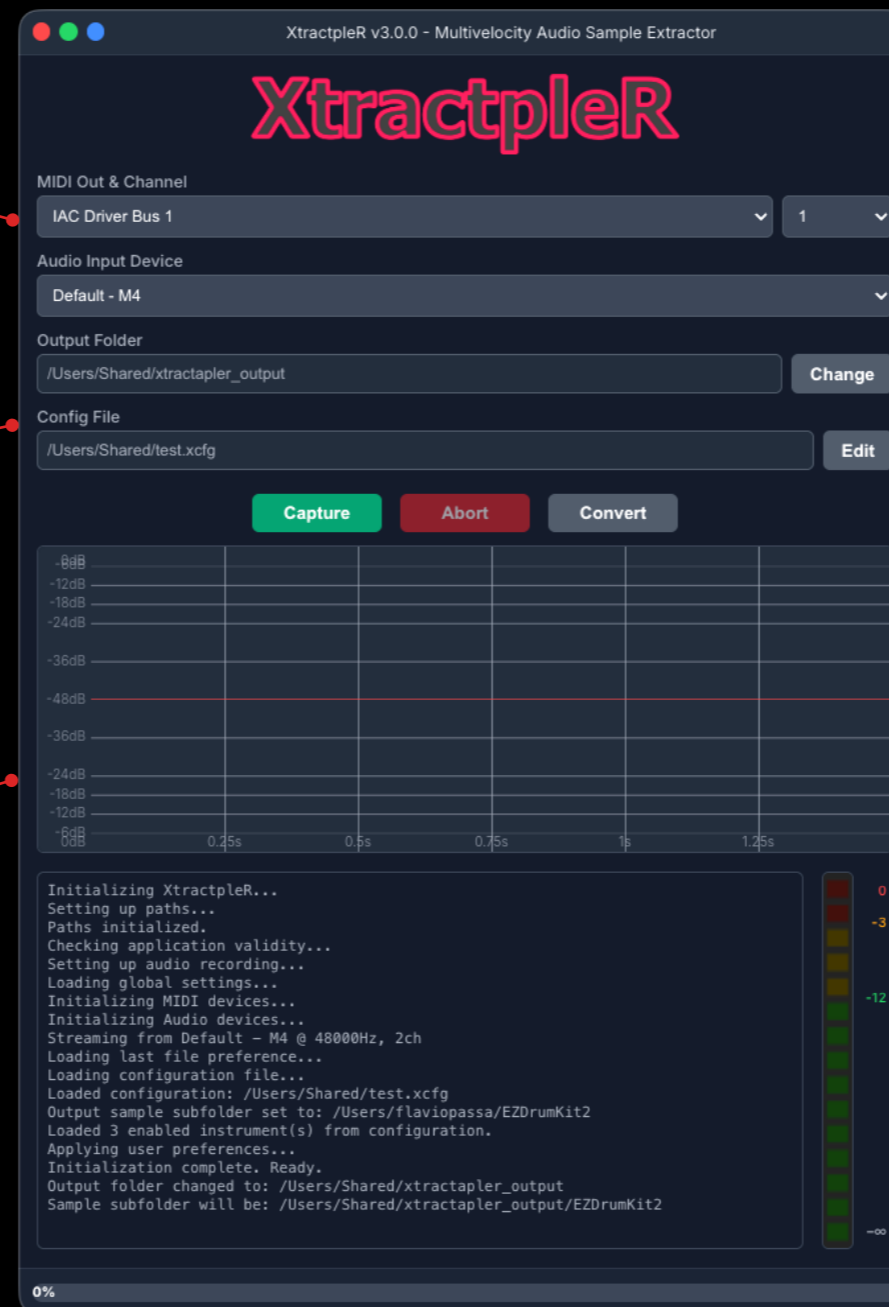 XtractpleR v3.0.0 - Multivelocity Audio Sample Extractor
XtractpleR
MIDI Out & Channel
IAC Driver Bus 1 1
Audio Input Device
Default - M4
Output Folder
/Users/Shared/xtractapler_output Change
Config File
/Users/Shared/test.xcfg Edit
Capture Abort Convert
0dB
-6dB
-12dB
-18dB
-24dB
-36dB
-48dB
-36dB
-24dB
-18dB
-12dB
-6dB
0dB 0.25s 0.5s 0.75s 1s 1.25s
Initializing XtractpleR...
Setting up paths...
Paths initialized.
Checking application validity...
Setting up audio recording...
Loading global settings...
Initializing MIDI devices...
Initializing Audio devices...
Streaming from Default – M4 @ 48000Hz, 2ch
Loading last file preference...
Loading configuration file...
Loaded configuration: /Users/Shared/test.xcfg
Output sample subfolder set to: /Users/flaviopassa/EZDrumKit2
Loaded 3 enabled instrument(s) from configuration.
Applying user preferences...
Initialization complete. Ready.
Output folder changed to: /Users/Shared/xtractapler_output
Sample subfolder will be: /Users/Shared/xtractapler_output/EZDrumKit2
0
-3
-12
-∞
0%